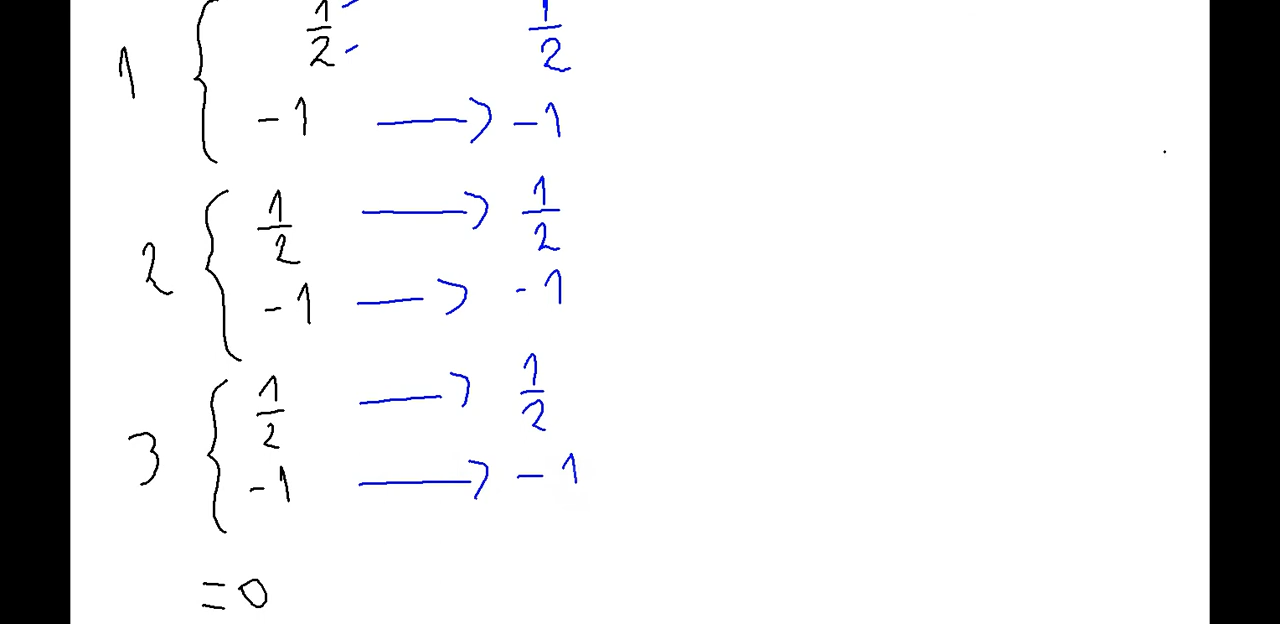 1 { 1/2 = 1/2
-1 → -1
2 { 1/2 → 1/2
-1 → -1
3 { 1/2 → 1/2
-1 → -1
= 0